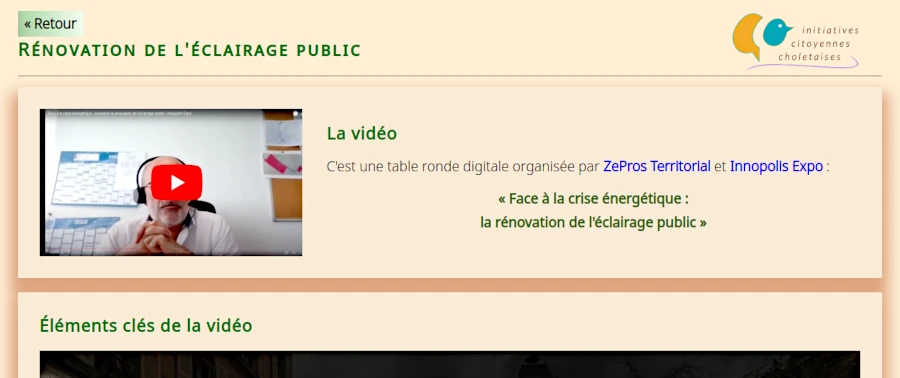 « Retour
Rénovation de l'éclairage public
initiatives
citoyennes
choletaises
La vidéo
C'est une table ronde digitale organisée par ZePros Territorial et Innopolis Expo :
« Face à la crise énergétique :
la rénovation de l'éclairage public »
Éléments clés de la vidéo